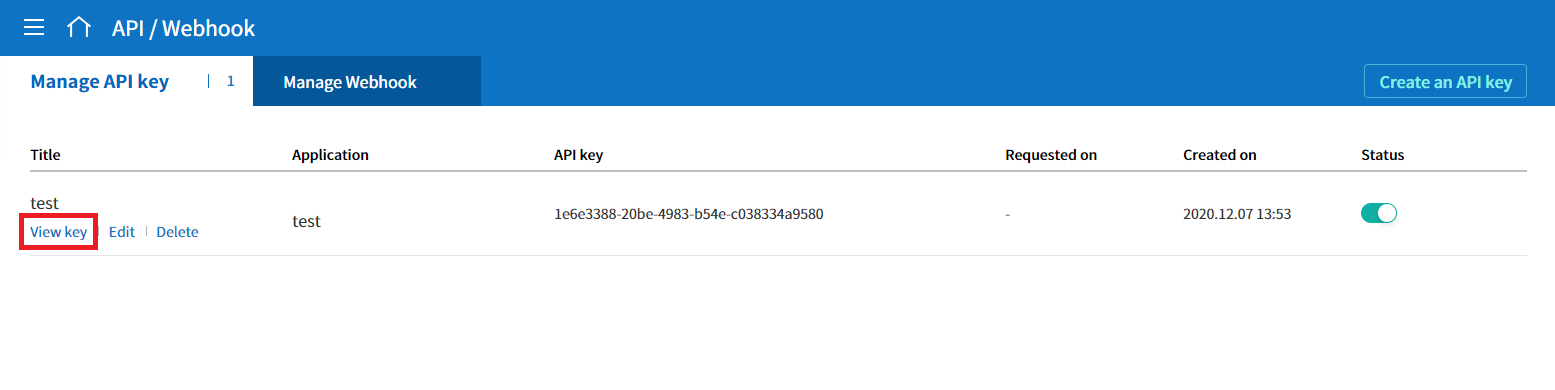 API / Webhook
Manage API key | 1 Manage Webhook Create an API key
Title Application API key Requested on Created on Status
test
test 1e6e3388-20be-4983-b54e-c038334a9580 - 2020.12.07 13:53
View key | Edit | Delete